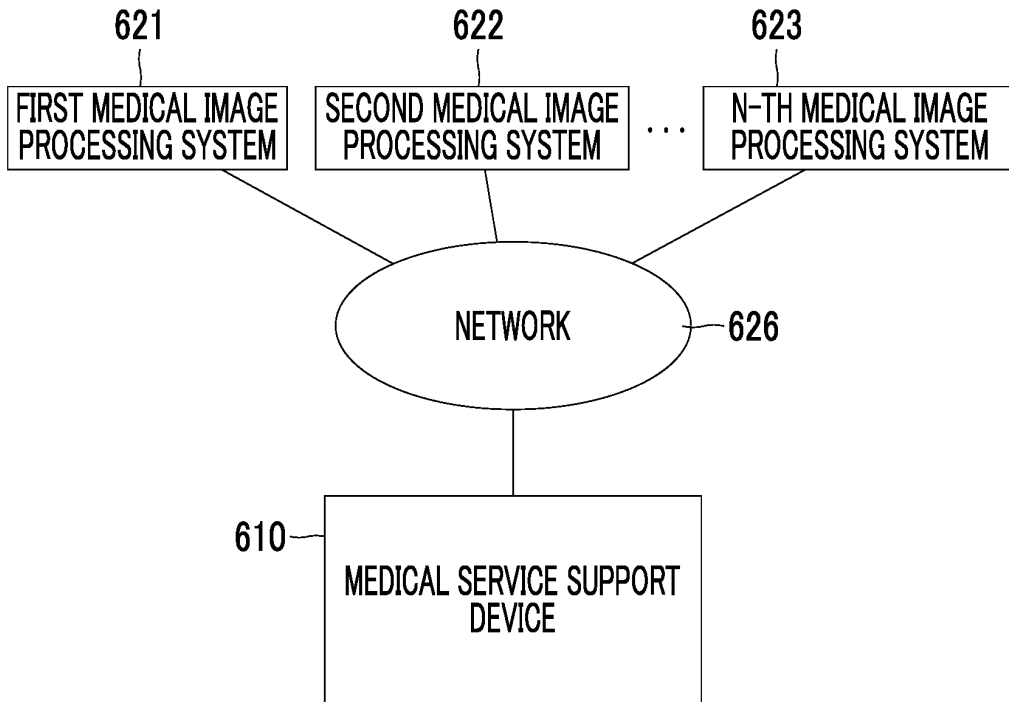 621
622
623
FIRST MEDICAL IMAGE
PROCESSING SYSTEM
SECOND MEDICAL IMAGE
PROCESSING SYSTEM
...
N-TH MEDICAL IMAGE
PROCESSING SYSTEM
NETWORK
626
610
MEDICAL SERVICE SUPPORT
DEVICE